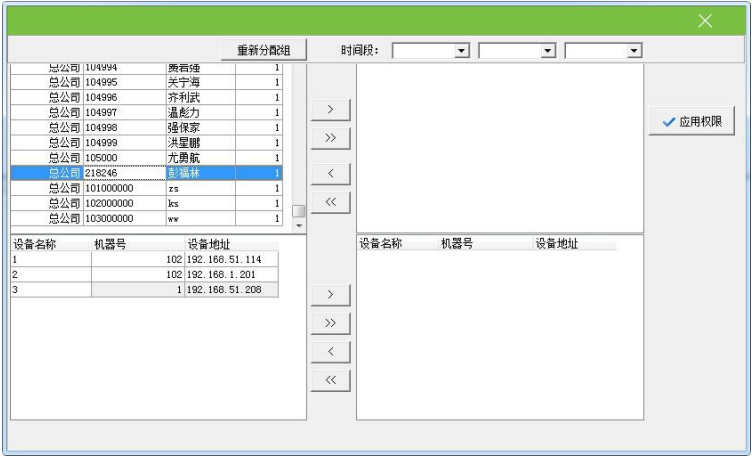 重新分配组 时间段：
总公司 104994 黄若强 1
总公司 104995 关宁海 1
总公司 104996 齐利武 1
总公司 104997 温彪力 1
总公司 104998 强保家 1
总公司 104999 洪星鹏 1
总公司 105000 尤勇航 1
总公司 218246 彭福林 1
总公司 101000000 zs 1
总公司 102000000 ks 1
总公司 103000000 ww 1
> 
>>
<
<<
应用权限
设备名称 机器号 设备地址
1 102 192.168.51.114
2 102 192.168.1.201
3 1 192.168.51.208
>
>>
<
<<
设备名称 机器号 设备地址